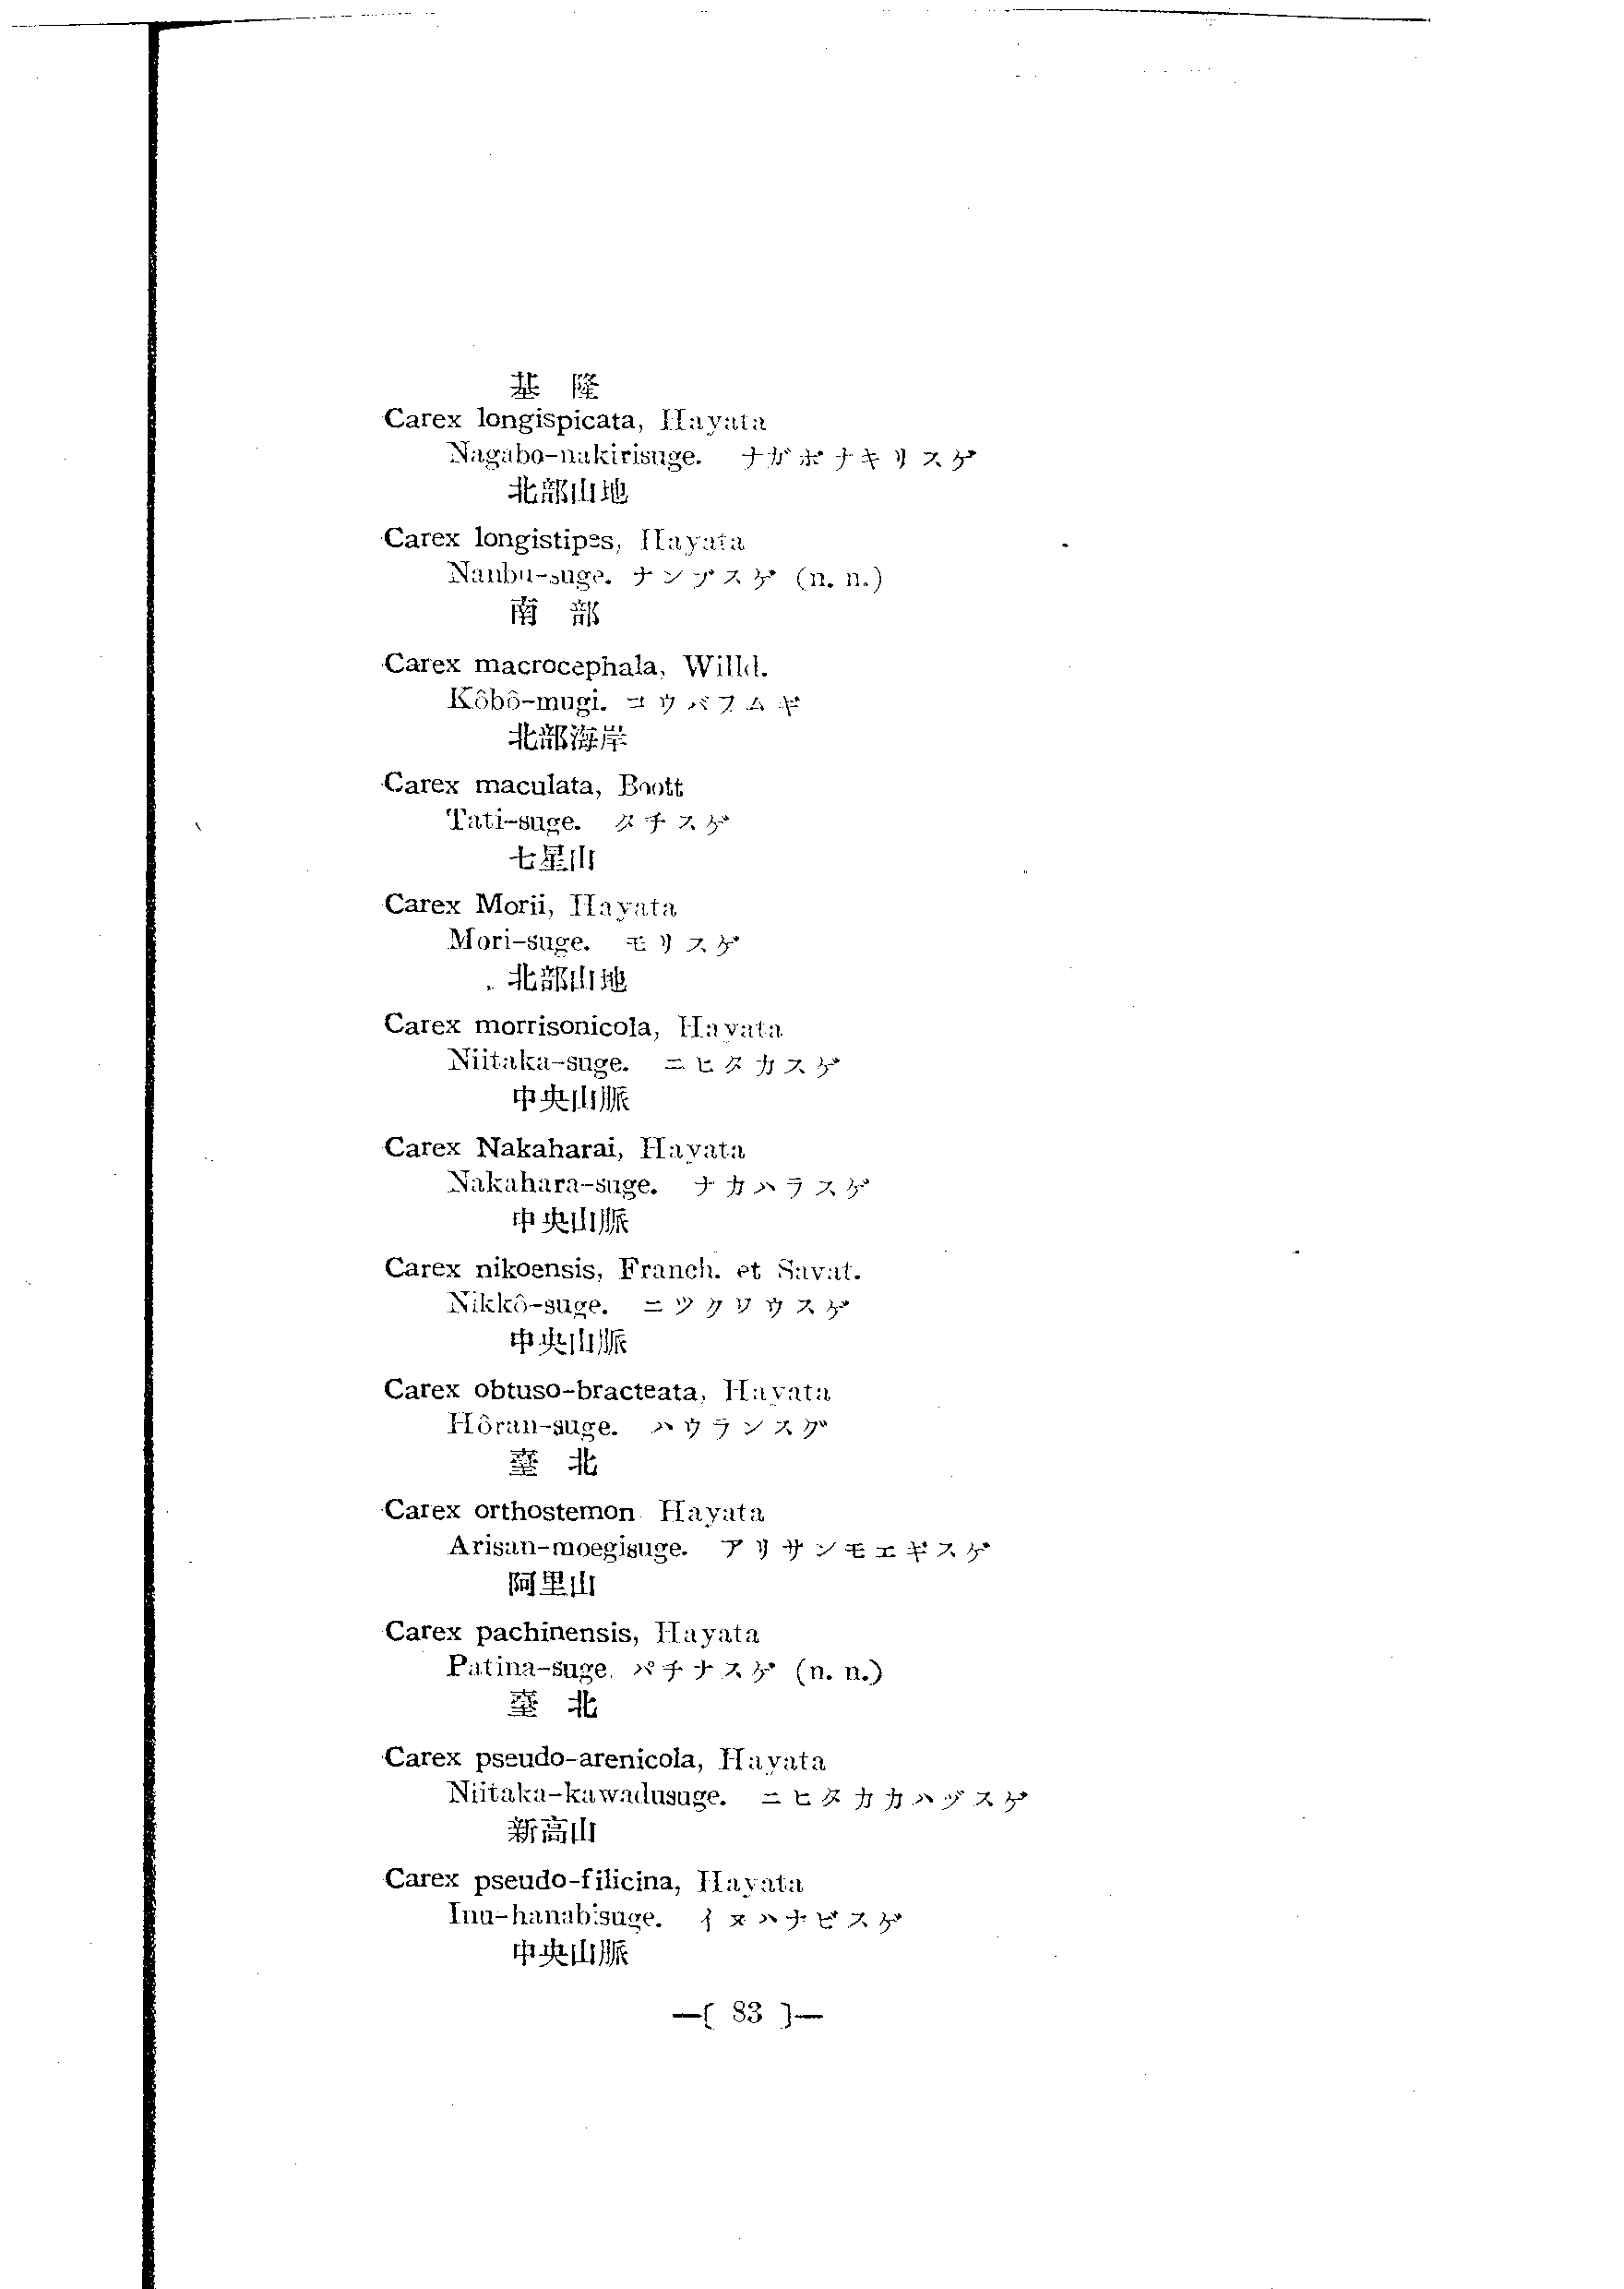 基隆
Carex longispicata, Hayata
Nagabo-nakirisuge. ナガボナキリスゲ
北部山地
Carex longistipes, Hayata
Nanbu-suge. ナンブスゲ (n. n.)
南部
Carex macrocephala, Willd.
Kôbô-mugi. コウバフムギ
北部海岸
Carex maculata, Boott
Tati-suge. タチスゲ
七星山
Carex Morii, Hayata
Mori-suge. モリスゲ
北部山地
Carex morrisonicola, Hayata
Niitaka-suge. ニヒタカスゲ
中央山脈
Carex Nakaharai, Hayata
Nakahara-suge. ナカハラスゲ
中央山脈
Carex nikoensis, Franch. et Savat.
Nikkô-suge. ニツクワウスゲ
中央山脈
Carex obtuso-bracteata, Hayata
Hôran-suge. ハウランスゲ
臺北
Carex orthostemon Hayata
Arisan-moegisuge. アリサンモエギスゲ
阿里山
Carex pachinensis, Hayata
Patina-suge. パチナスゲ (n. n.)
臺北
Carex pseudo-arenicola, Hayata
Niitaka-kawadusuge. ニヒタカカハヅスゲ
新高山
Carex pseudo-filicina, Hayata
Inu-hanabisuge. イヌハナビスゲ
中央山脈
—( 83 )—